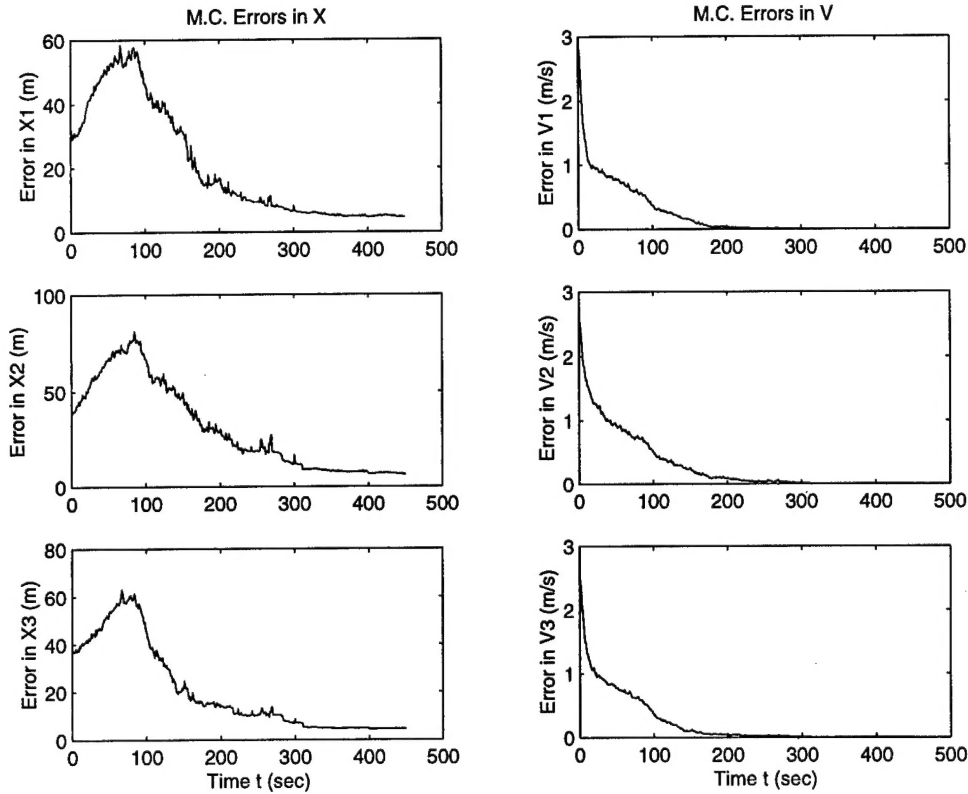 M.C. Errors in X
Error in X1 (m)
60
40
20
0
0 100 200 300 400 500
M.C. Errors in V
Error in V1 (m/s)
3
2
1
0
0 100 200 300 400 500
Error in X2 (m)
100
50
0
0 100 200 300 400 500
Error in V2 (m/s)
3
2
1
0
0 100 200 300 400 500
Error in X3 (m)
80
60
40
20
0
0 100 200 300 400 500
Time t (sec)
Error in V3 (m/s)
3
2
1
0
0 100 200 300 400 500
Time t (sec)